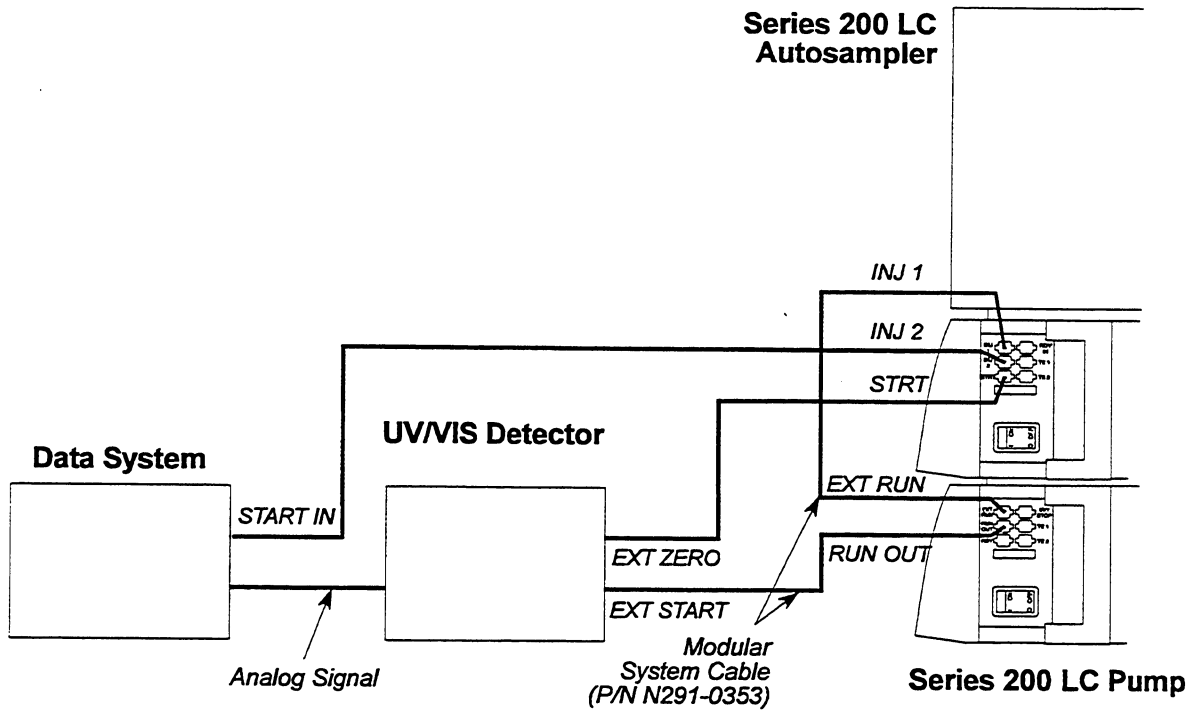 Series 200 LC
Autosampler
INJ 1
INJ 2
STRT
UV/VIS Detector
Data System
START IN
EXT RUN
EXT ZERO
RUN OUT
EXT START
Analog Signal
Modular
System Cable
(P/N N291-0353)
Series 200 LC Pump